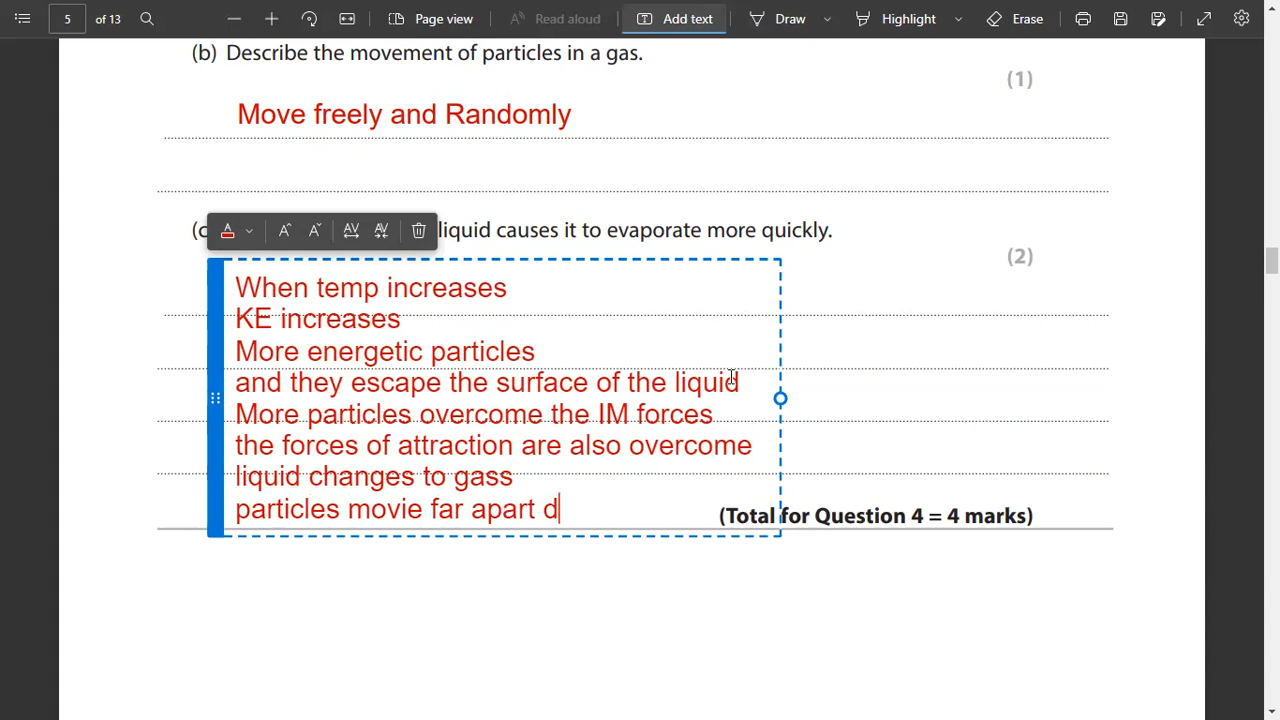 5 of 13 Page view Read aloud Add text Draw Highlight Erase
(b) Describe the movement of particles in a gas.
(1)
Move freely and Randomly
(c liquid causes it to evaporate more quickly.
(2)
When temp increases
KE increases
More energetic particles
and they escape the surface of the liquid
More particles overcome the IM forces
the forces of attraction are also overcome
liquid changes to gass
particles movie far apart d
(Total for Question 4 = 4 marks)